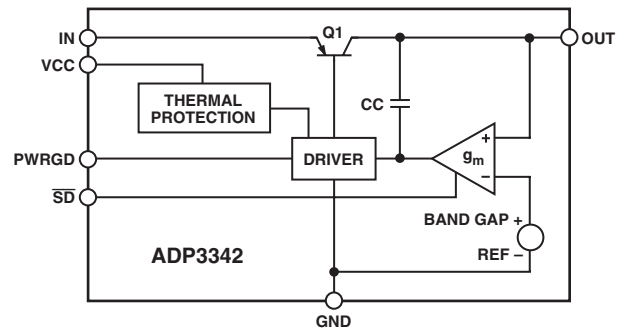 IN
Q1
OUT
VCC
THERMAL
PROTECTION
CC
PWRGD
DRIVER
+
gm
−
SD
BAND GAP +
REF −
ADP3342
GND